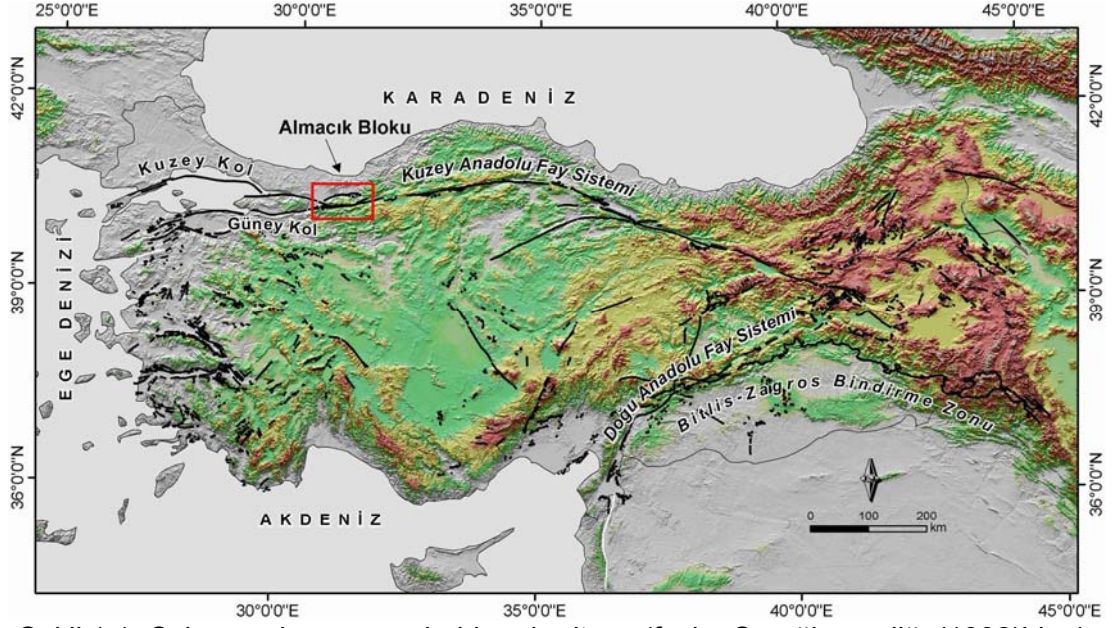 25°0'0"E 30°0'0"E 35°0'0"E 40°0'0"E 45°0'0"E
42°0'0"N
42°0'0"N
KARADENİZ
Almacık Bloku
Kuzey Kol
Kuzey Anadolu Fay Sistemi
Güney Kol
39°0'0"N
39°0'0"N
EGE DENİZİ
Doğu Anadolu Fay Sistemi
Bitlis-Zagros Bindirme Zonu
36°0'0"N
36°0'0"N
AKDENİZ
0 100 200
km
30°0'0"E 35°0'0"E 40°0'0"E 45°0'0"E